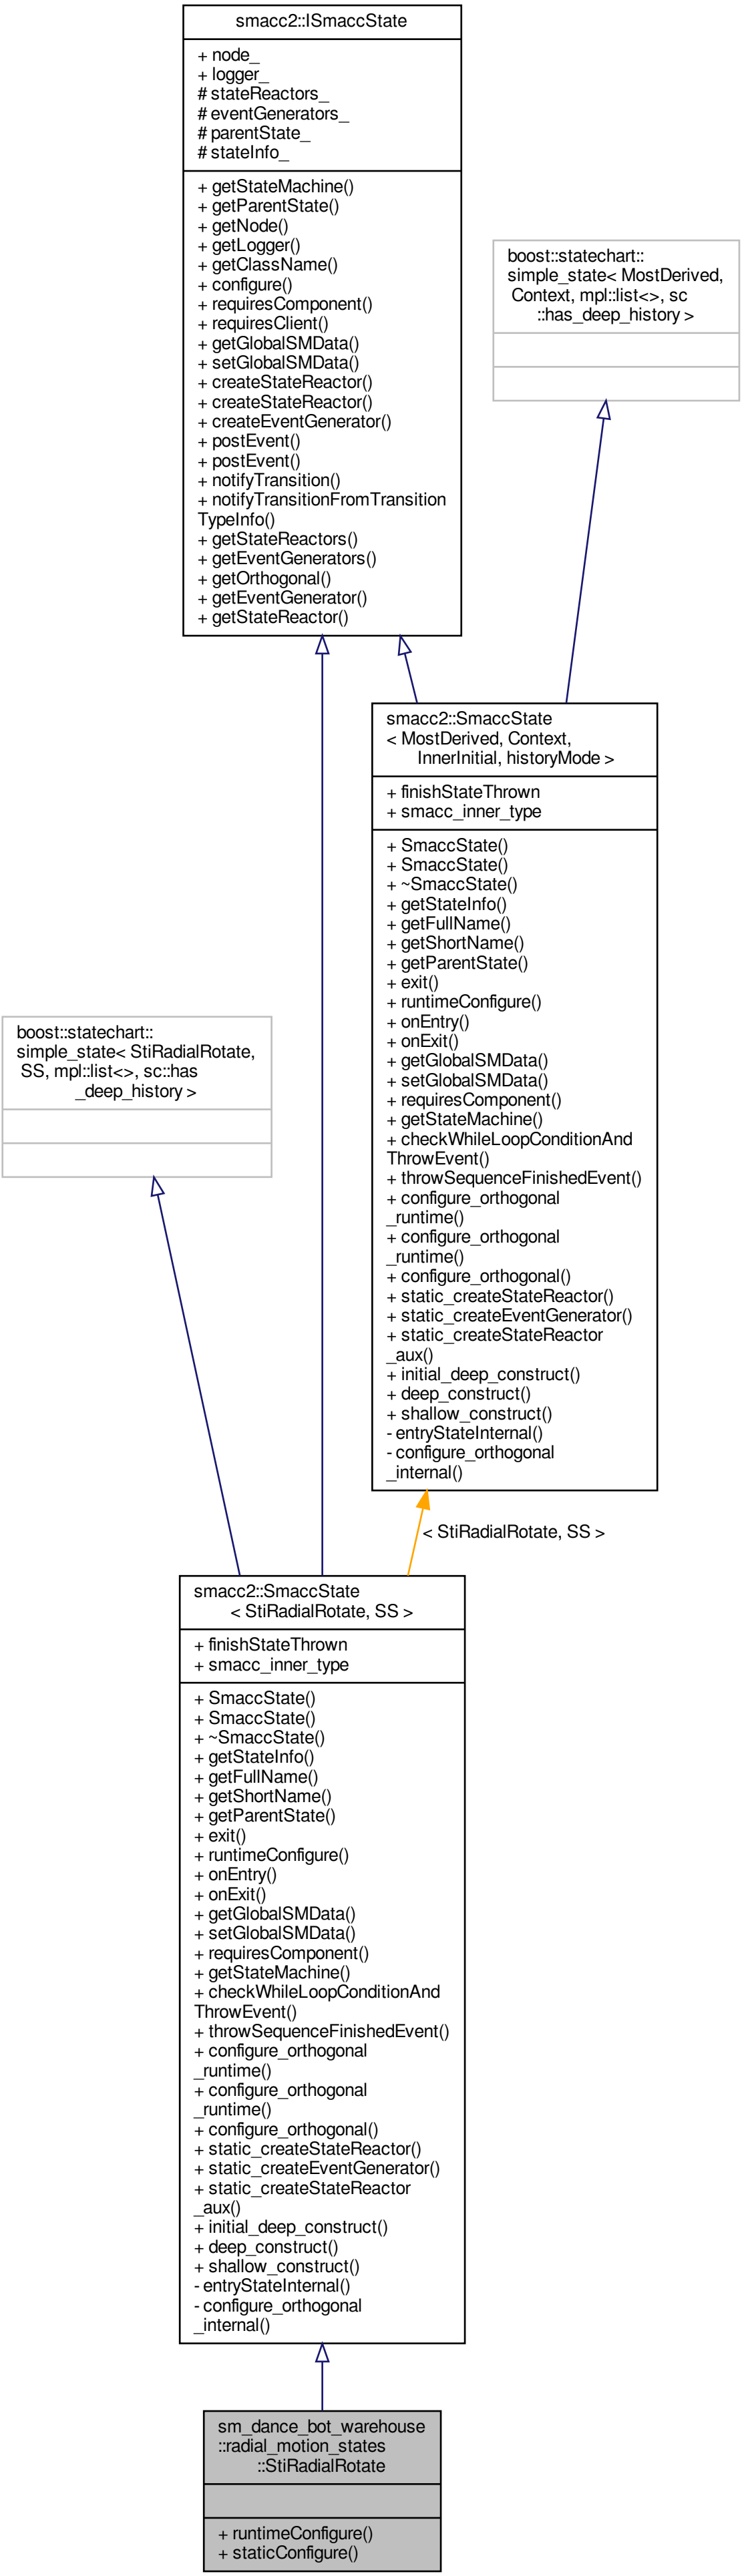 smacc2::ISmaccState
+ node_
+ logger_
# stateReactors_
# eventGenerators_
# parentState_
# stateInfo_
+ getStateMachine()
+ getParentState()
+ getNode()
+ getLogger()
+ getClassName()
+ configure()
+ requiresComponent()
+ requiresClient()
+ getGlobalSMData()
+ setGlobalSMData()
+ createStateReactor()
+ createStateReactor()
+ createEventGenerator()
+ postEvent()
+ postEvent()
+ notifyTransition()
+ notifyTransitionFromTransition
TypeInfo()
+ getStateReactors()
+ getEventGenerators()
+ getOrthogonal()
+ getEventGenerator()
+ getStateReactor()
boost::statechart::
simple_state< MostDerived,
Context, mpl::list<>, sc
::has_deep_history >
smacc2::SmaccState
< MostDerived, Context,
InnerInitial, historyMode >
+ finishStateThrown
+ smacc_inner_type
+ SmaccState()
+ SmaccState()
+ ~SmaccState()
+ getStateInfo()
+ getFullName()
+ getShortName()
+ getParentState()
+ exit()
+ runtimeConfigure()
+ onEntry()
+ onExit()
+ getGlobalSMData()
+ setGlobalSMData()
+ requiresComponent()
+ getStateMachine()
+ checkWhileLoopConditionAnd
ThrowEvent()
+ throwSequenceFinishedEvent()
+ configure_orthogonal
_runtime()
+ configure_orthogonal
_runtime()
+ configure_orthogonal()
+ static_createStateReactor()
+ static_createEventGenerator()
+ static_createStateReactor
_aux()
+ initial_deep_construct()
+ deep_construct()
+ shallow_construct()
- entryStateInternal()
- configure_orthogonal
_internal()
boost::statechart::
simple_state< StiRadialRotate,
SS, mpl::list<>, sc::has
_deep_history >
< StiRadialRotate, SS >
smacc2::SmaccState
< StiRadialRotate, SS >
+ finishStateThrown
+ smacc_inner_type
+ SmaccState()
+ SmaccState()
+ ~SmaccState()
+ getStateInfo()
+ getFullName()
+ getShortName()
+ getParentState()
+ exit()
+ runtimeConfigure()
+ onEntry()
+ onExit()
+ getGlobalSMData()
+ setGlobalSMData()
+ requiresComponent()
+ getStateMachine()
+ checkWhileLoopConditionAnd
ThrowEvent()
+ throwSequenceFinishedEvent()
+ configure_orthogonal
_runtime()
+ configure_orthogonal
_runtime()
+ configure_orthogonal()
+ static_createStateReactor()
+ static_createEventGenerator()
+ static_createStateReactor
_aux()
+ initial_deep_construct()
+ deep_construct()
+ shallow_construct()
- entryStateInternal()
- configure_orthogonal
_internal()
sm_dance_bot_warehouse
::radial_motion_states
::StiRadialRotate
+ runtimeConfigure()
+ staticConfigure()